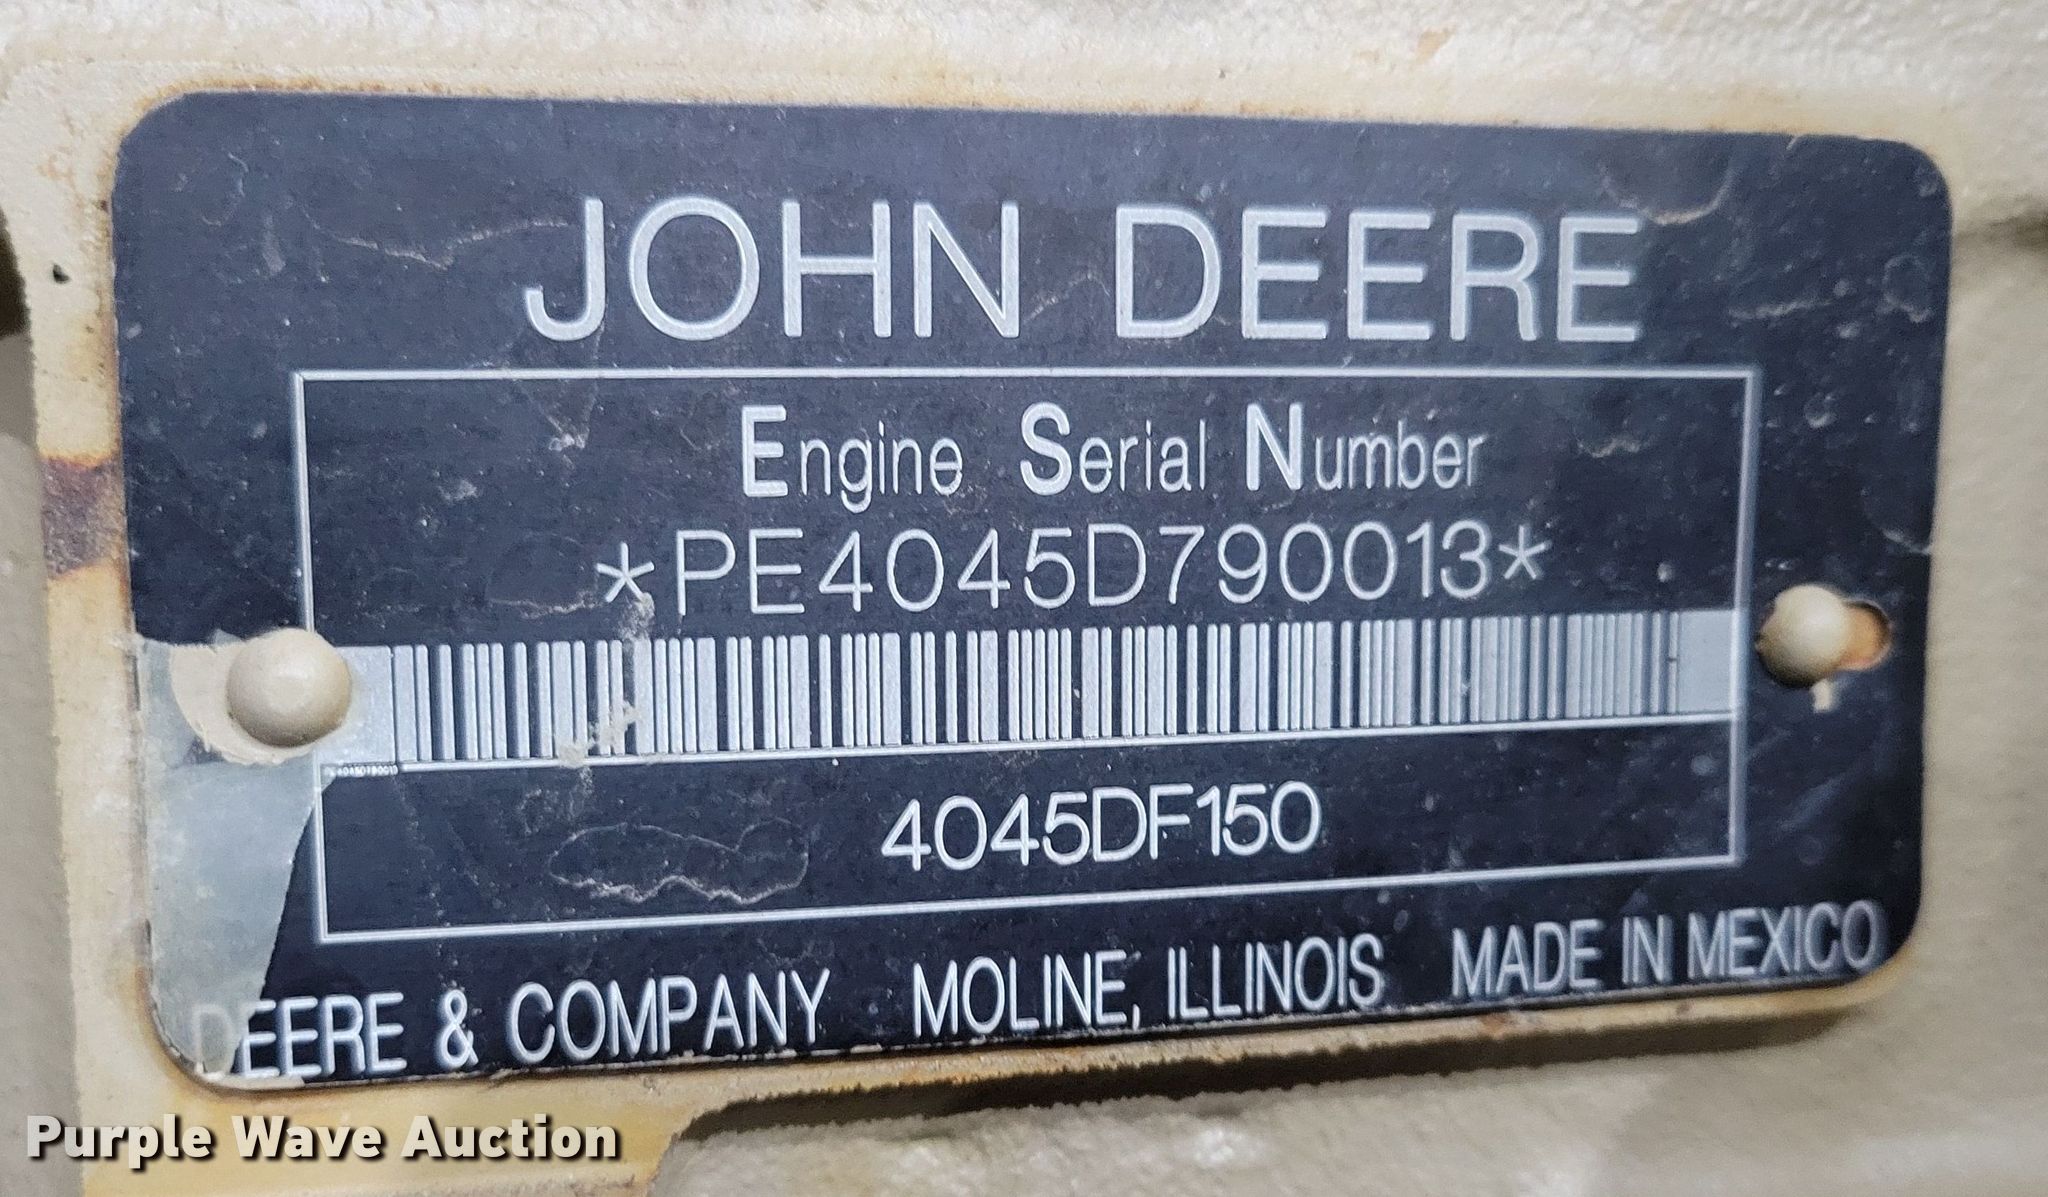 JOHN DEERE
Engine Serial Number
*PE4045D790013*
4045DF150
DEERE & COMPANY MOLINE, ILLINOIS MADE IN MEXICO
Purple Wave Auction